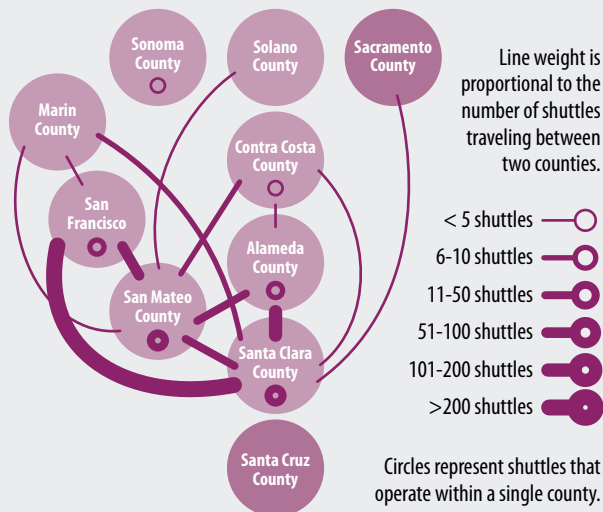 Sonoma
County
Solano
County
Sacramento
County
Line weight is
proportional to the
number of shuttles
traveling between
two counties.
Marin
County
Contra Costa
County
San
Francisco
Alameda
County
San Mateo
County
Santa Clara
County
Santa Cruz
County
< 5 shuttles
6-10 shuttles
11-50 shuttles
51-100 shuttles
101-200 shuttles
>200 shuttles
Circles represent shuttles that
operate within a single county.